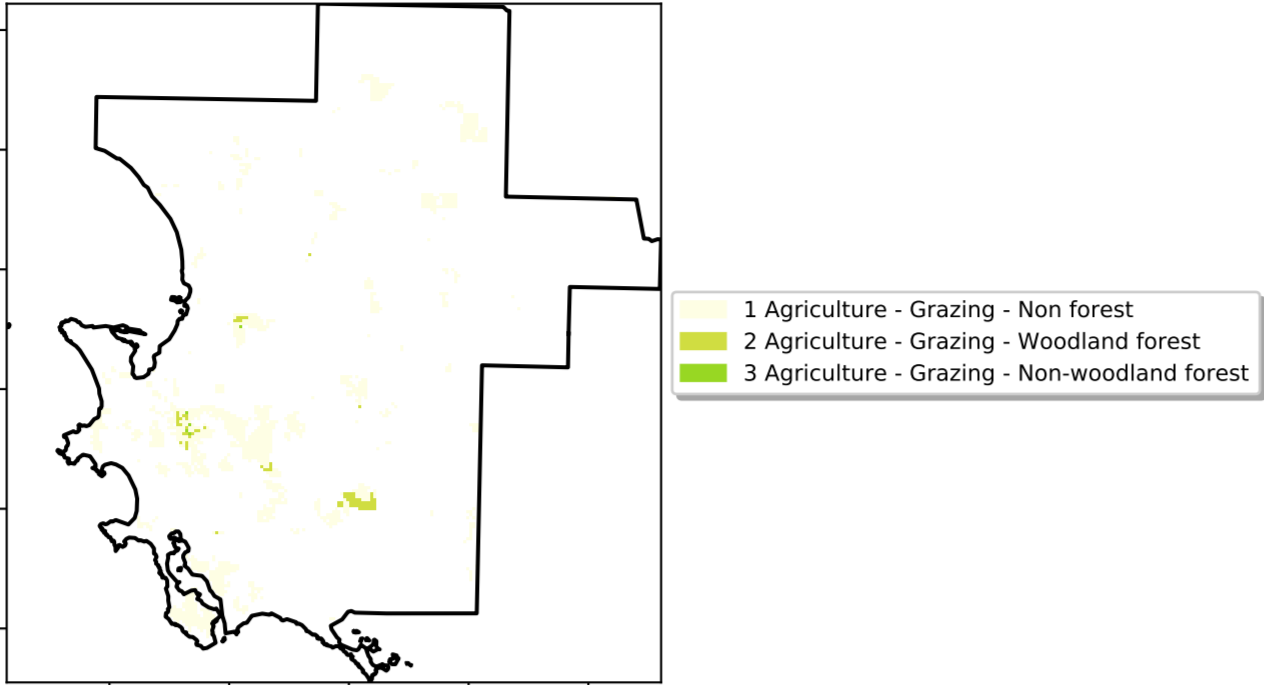 1 Agriculture - Grazing - Non forest
2 Agriculture - Grazing - Woodland forest
3 Agriculture - Grazing - Non-woodland forest